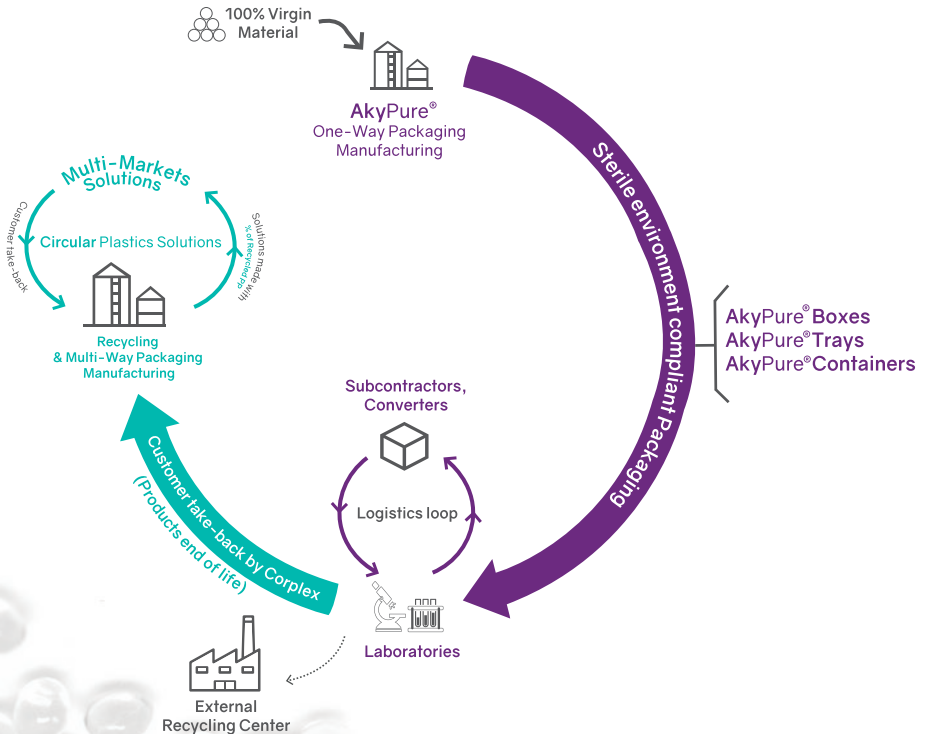 100% Virgin
Material
AkyPure®
One-Way Packaging
Manufacturing
Sterile environment compliant Packaging
AkyPure® Boxes
AkyPure® Trays
AkyPure® Containers
Multi-Markets
Solutions
Customer take-back
Circular Plastics Solutions
Solutions made with
% of Recycled PP
Recycling
& Multi-Way Packaging
Manufacturing
Subcontractors,
Converters
Logistics loop
Laboratories
Customer take-back by Corplex
(Products end of life)
External
Recycling Center